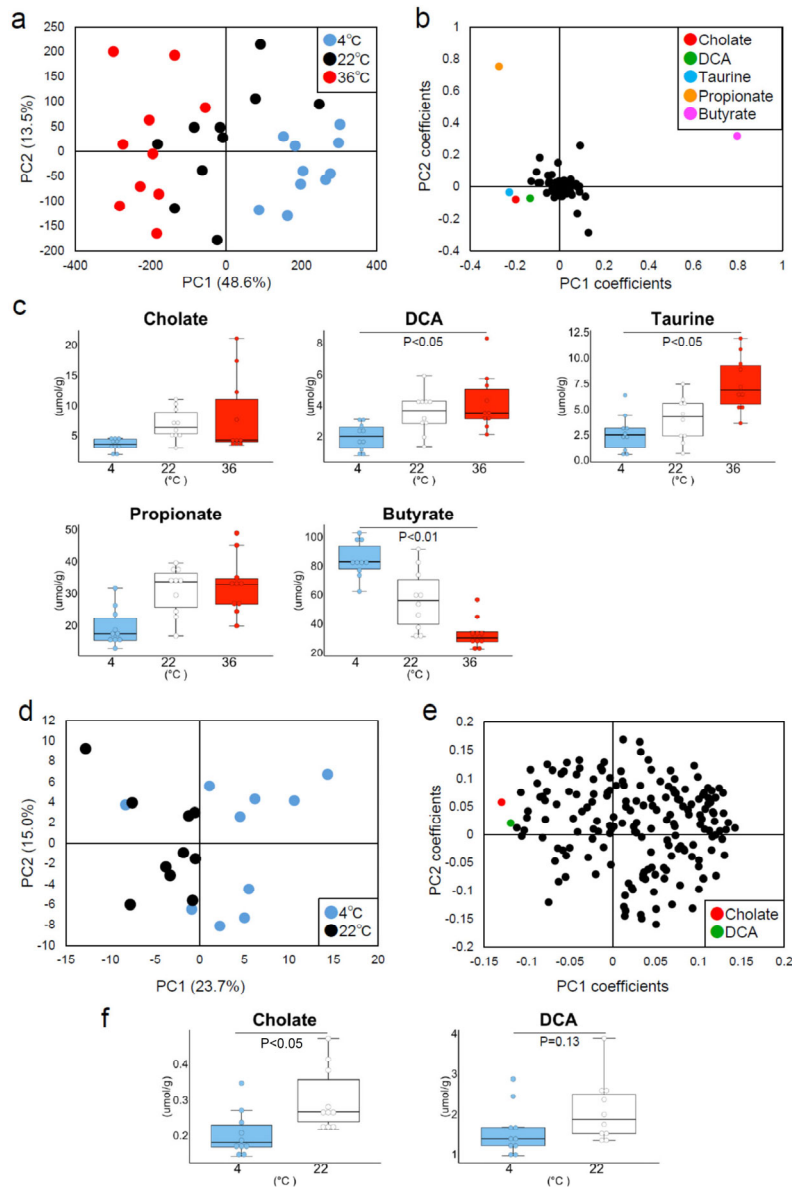 a
250
200
150
100
50
0
-50
-100
-150
-200
-400
-200
0
200
400
PC2 (13.5%)
PC1 (48.6%)
4℃
22℃
36℃
b
1
0.8
0.6
0.4
0.2
0
-0.2
-0.4
-0.4
-0.2
0
0.2
0.4
0.6
0.8
1
PC2 coefficients
PC1 coefficients
Cholate
DCA
Taurine
Propionate
Butyrate
c
Cholate
(umol/g)
20
15
10
5
4
22
36
(°C )
DCA
P<0.05
(umol/g)
8
6
4
2
4
22
36
(°C )
Taurine
P<0.05
(umol/g)
12.5
10.0
7.5
5.0
2.5
0
4
22
36
(°C )
Propionate
(umol/g)
50
40
30
20
4
22
36
(°C )
Butyrate
P<0.01
(umol/g)
100
80
60
40
20
4
22
36
(°C )
d
12
10
8
6
4
2
0
-2
-4
-6
-8
-10
-15
-10
-5
0
5
10
15
20
PC2 (15.0%)
PC1 (23.7%)
4℃
22℃
e
0.2
0.15
0.1
0.05
0
-0.05
-0.1
-0.15
-0.2
-0.15
-0.1
-0.05
0
0.05
0.1
0.15
0.2
PC2 coefficients
PC1 coefficients
Cholate
DCA
f
Cholate
P<0.05
(umol/g)
0.4
0.3
0.2
4
22
(°C )
DCA
P=0.13
(umol/g)
4
3
2
1
4
22
(°C )